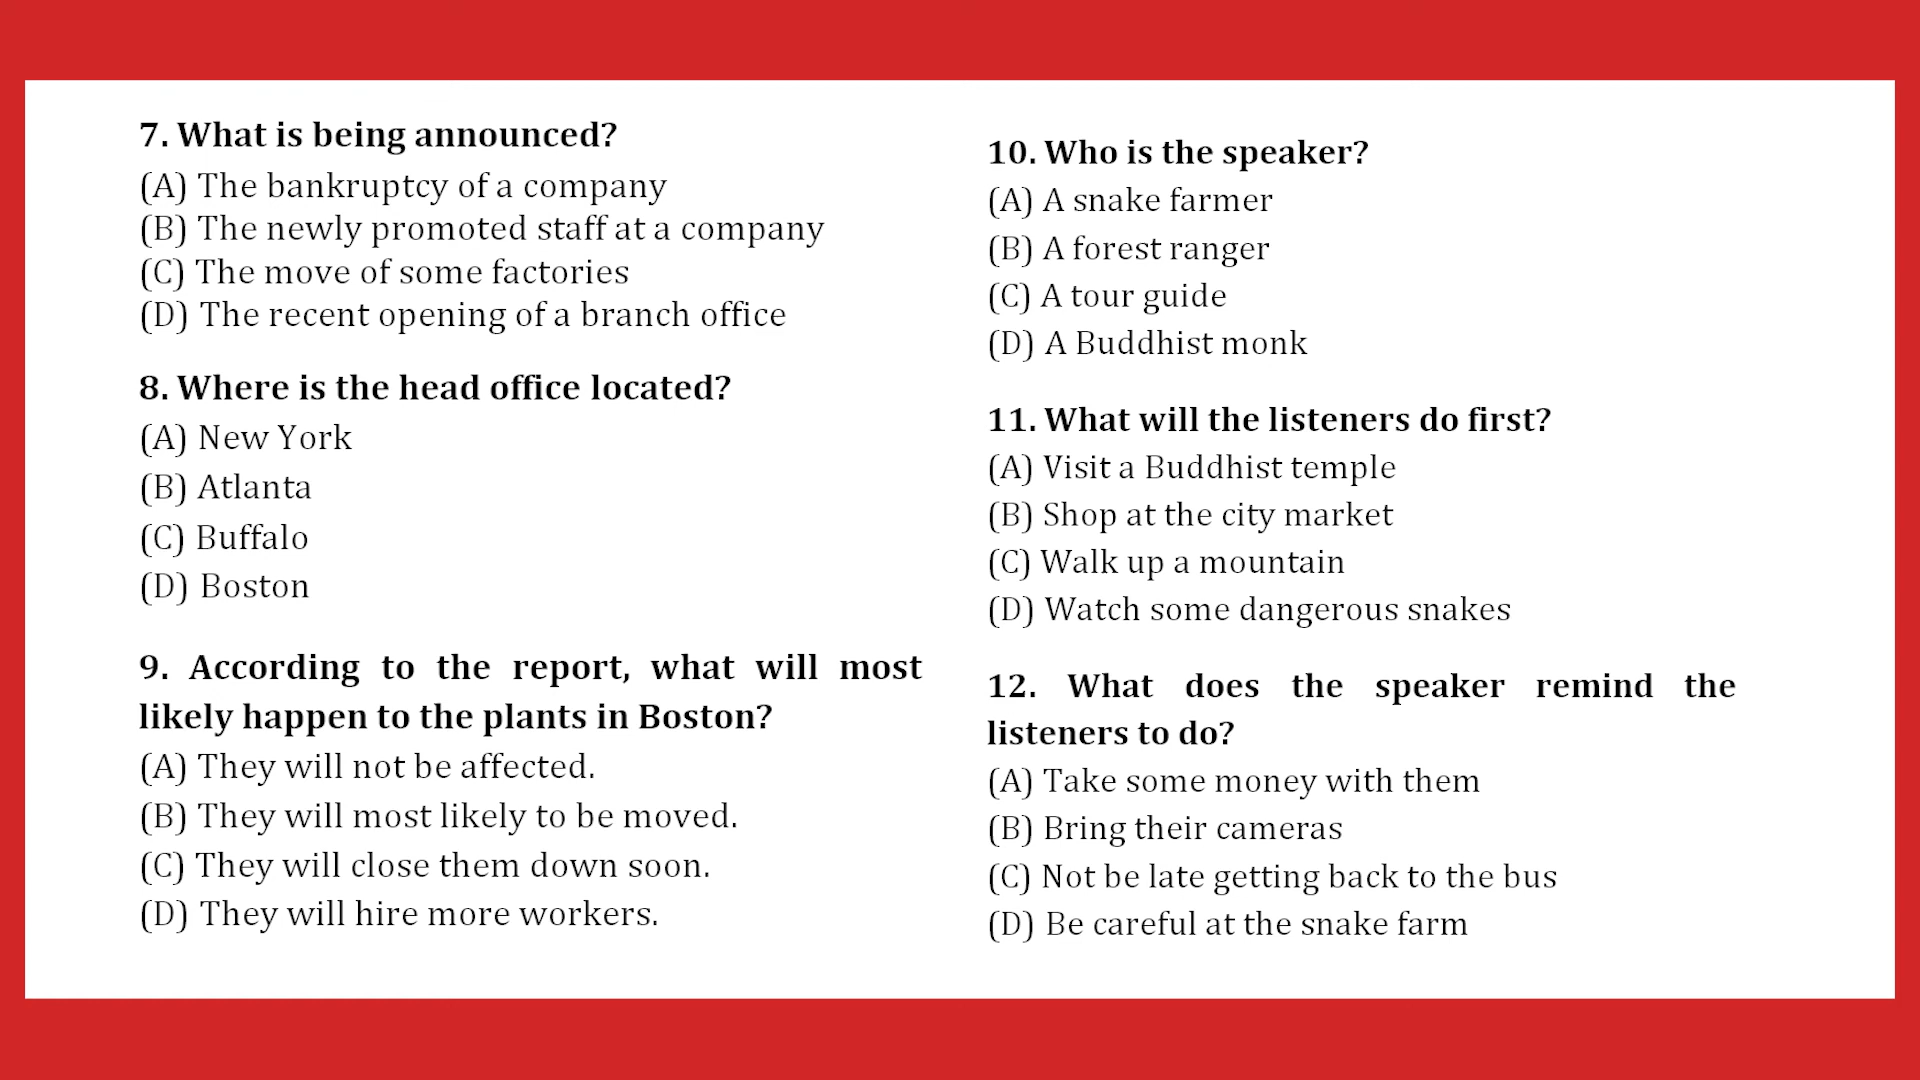 7. What is being announced?
(A) The bankruptcy of a company
(B) The newly promoted staff at a company
(C) The move of some factories
(D) The recent opening of a branch office
8. Where is the head office located?
(A) New York
(B) Atlanta
(C) Buffalo
(D) Boston
9. According to the report, what will most
likely happen to the plants in Boston?
(A) They will not be affected.
(B) They will most likely to be moved.
(C) They will close them down soon.
(D) They will hire more workers.
10. Who is the speaker?
(A) A snake farmer
(B) A forest ranger
(C) A tour guide
(D) A Buddhist monk
11. What will the listeners do first?
(A) Visit a Buddhist temple
(B) Shop at the city market
(C) Walk up a mountain
(D) Watch some dangerous snakes
12. What does the speaker remind the
listeners to do?
(A) Take some money with them
(B) Bring their cameras
(C) Not be late getting back to the bus
(D) Be careful at the snake farm